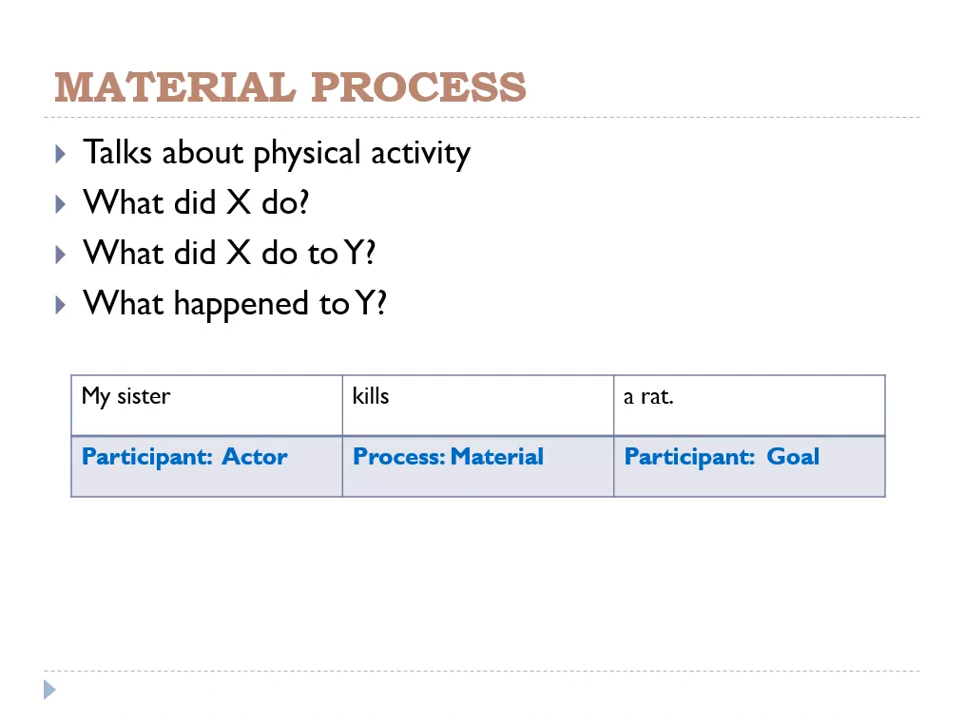 MATERIAL PROCESS
Talks about physical activity
What did X do?
What did X do to Y?
What happened to Y?
My sister kills a rat.
Participant: Actor Process: Material Participant: Goal